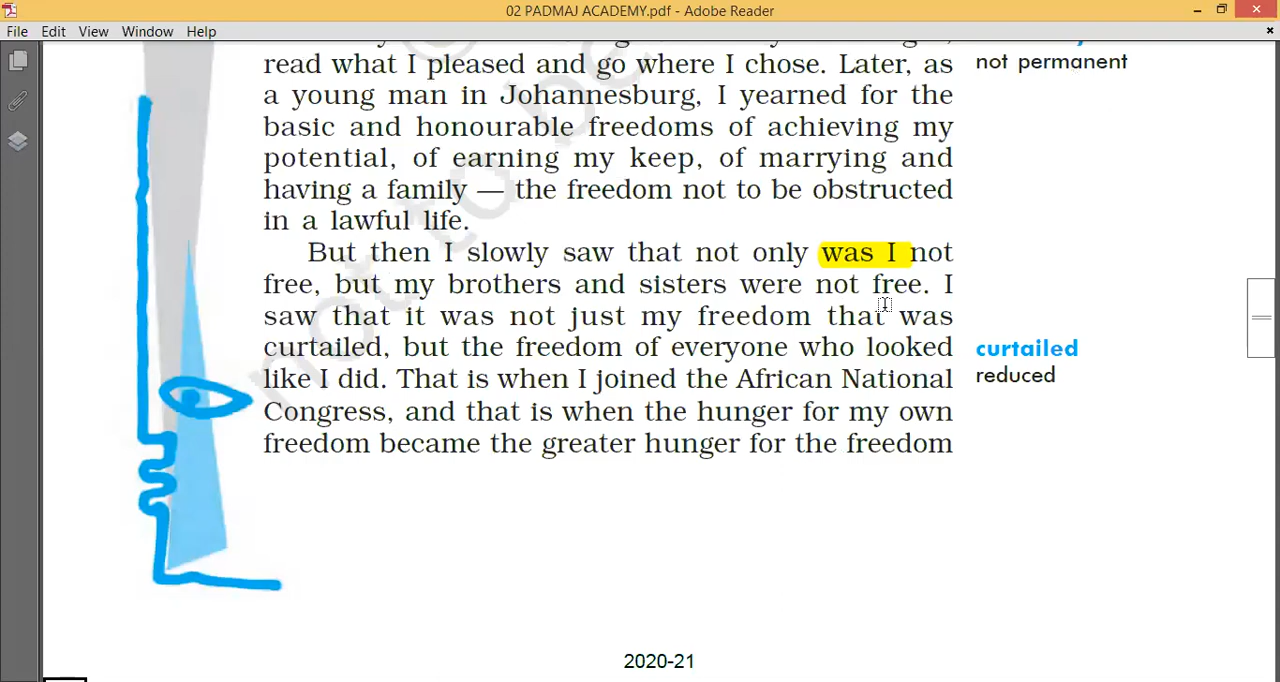 02 PADMAJ ACADEMY.pdf - Adobe Reader
File Edit View Window Help
read what I pleased and go where I chose. Later, as
not permanent
a young man in Johannesburg, I yearned for the
basic and honourable freedoms of achieving my
potential, of earning my keep, of marrying and
having a family — the freedom not to be obstructed
in a lawful life.
But then I slowly saw that not only was I not
free, but my brothers and sisters were not free. I
saw that it was not just my freedom that was
curtailed, but the freedom of everyone who looked
curtailed
like I did. That is when I joined the African National
reduced
Congress, and that is when the hunger for my own
freedom became the greater hunger for the freedom
not to be
2020-21